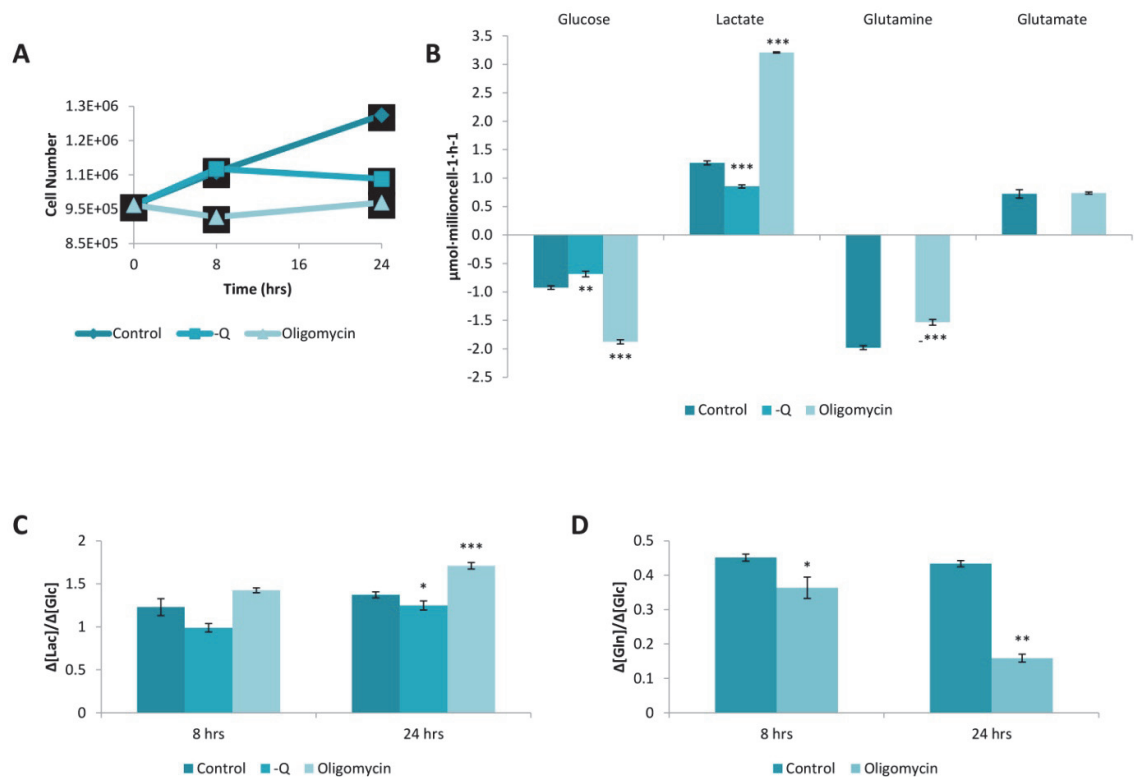 A
1.3E+06
1.1E+06
9.5E+05
8.5E+05
Cell Number
0 8 16 24
Time (hrs)
Control -Q Oligomycin
B
Glucose Lactate Glutamine Glutamate
3.5
3.0
2.5
2.0
1.5
1.0
0.5
0.0
-0.5
-1.0
-1.5
-2.0
-2.5
µmol·millioncell-1·h-1
** *** *** *** -***
Control -Q Oligomycin
C
2
1.5
1
0.5
0
Δ[Lac]/Δ[Glc]
* ***
8 hrs 24 hrs
Control -Q Oligomycin
D
0.5
0.4
0.3
0.2
0.1
0
Δ[Gln]/Δ[Glc]
* **
8 hrs 24 hrs
Control Oligomycin